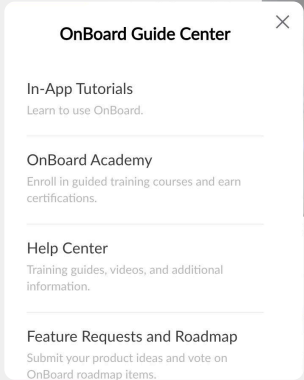 OnBoard Guide Center
In-App Tutorials
Learn to use OnBoard.
OnBoard Academy
Enroll in guided training courses and earn
certifications.
Help Center
Training guides, videos, and additional
information.
Feature Requests and Roadmap
Submit your product ideas and vote on
OnBoard roadmap items.